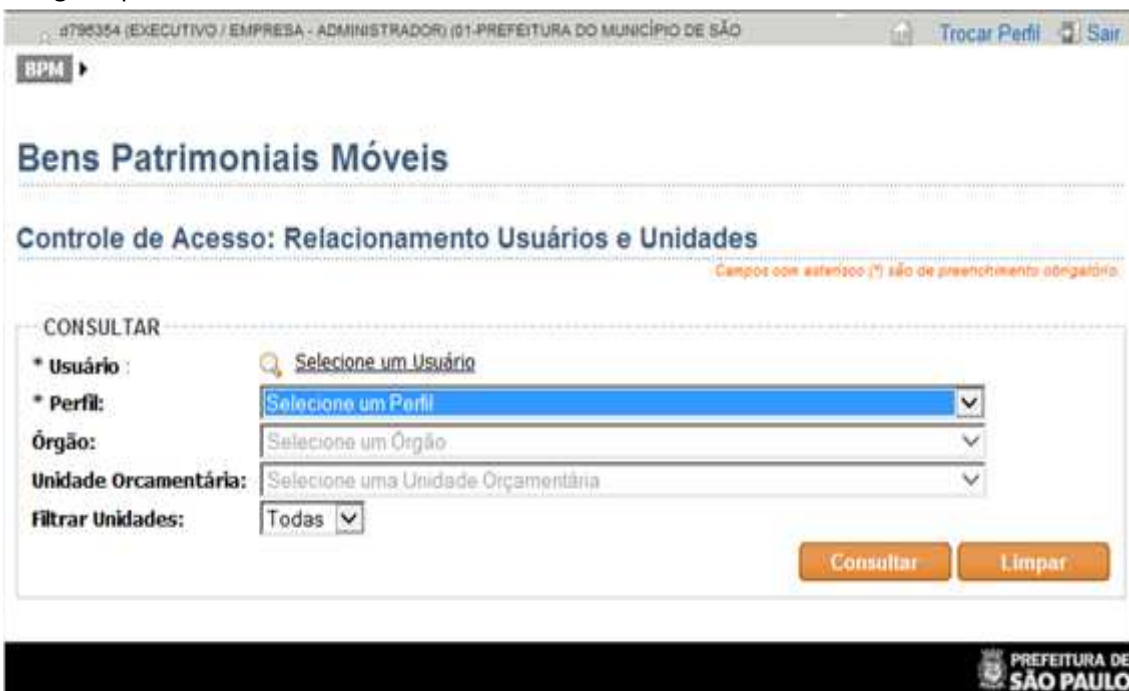 d796354 (EXECUTIVO / EMPRESA - ADMINISTRADOR) (01-PREFEITURA DO MUNICÍPIO DE SÃO
Trocar Perfil Sair
BPM
Bens Patrimoniais Móveis
Controle de Acesso: Relacionamento Usuários e Unidades
Campos com asterisco (*) são de preenchimento obrigatório.
CONSULTAR
* Usuário : Selecione um Usuário
* Perfil: Selecione um Perfil
Órgão: Selecione um Órgão
Unidade Orcamentária: Selecione uma Unidade Orçamentária
Filtrar Unidades: Todas
Consultar Limpar
PREFEITURA DE
SÃO PAULO